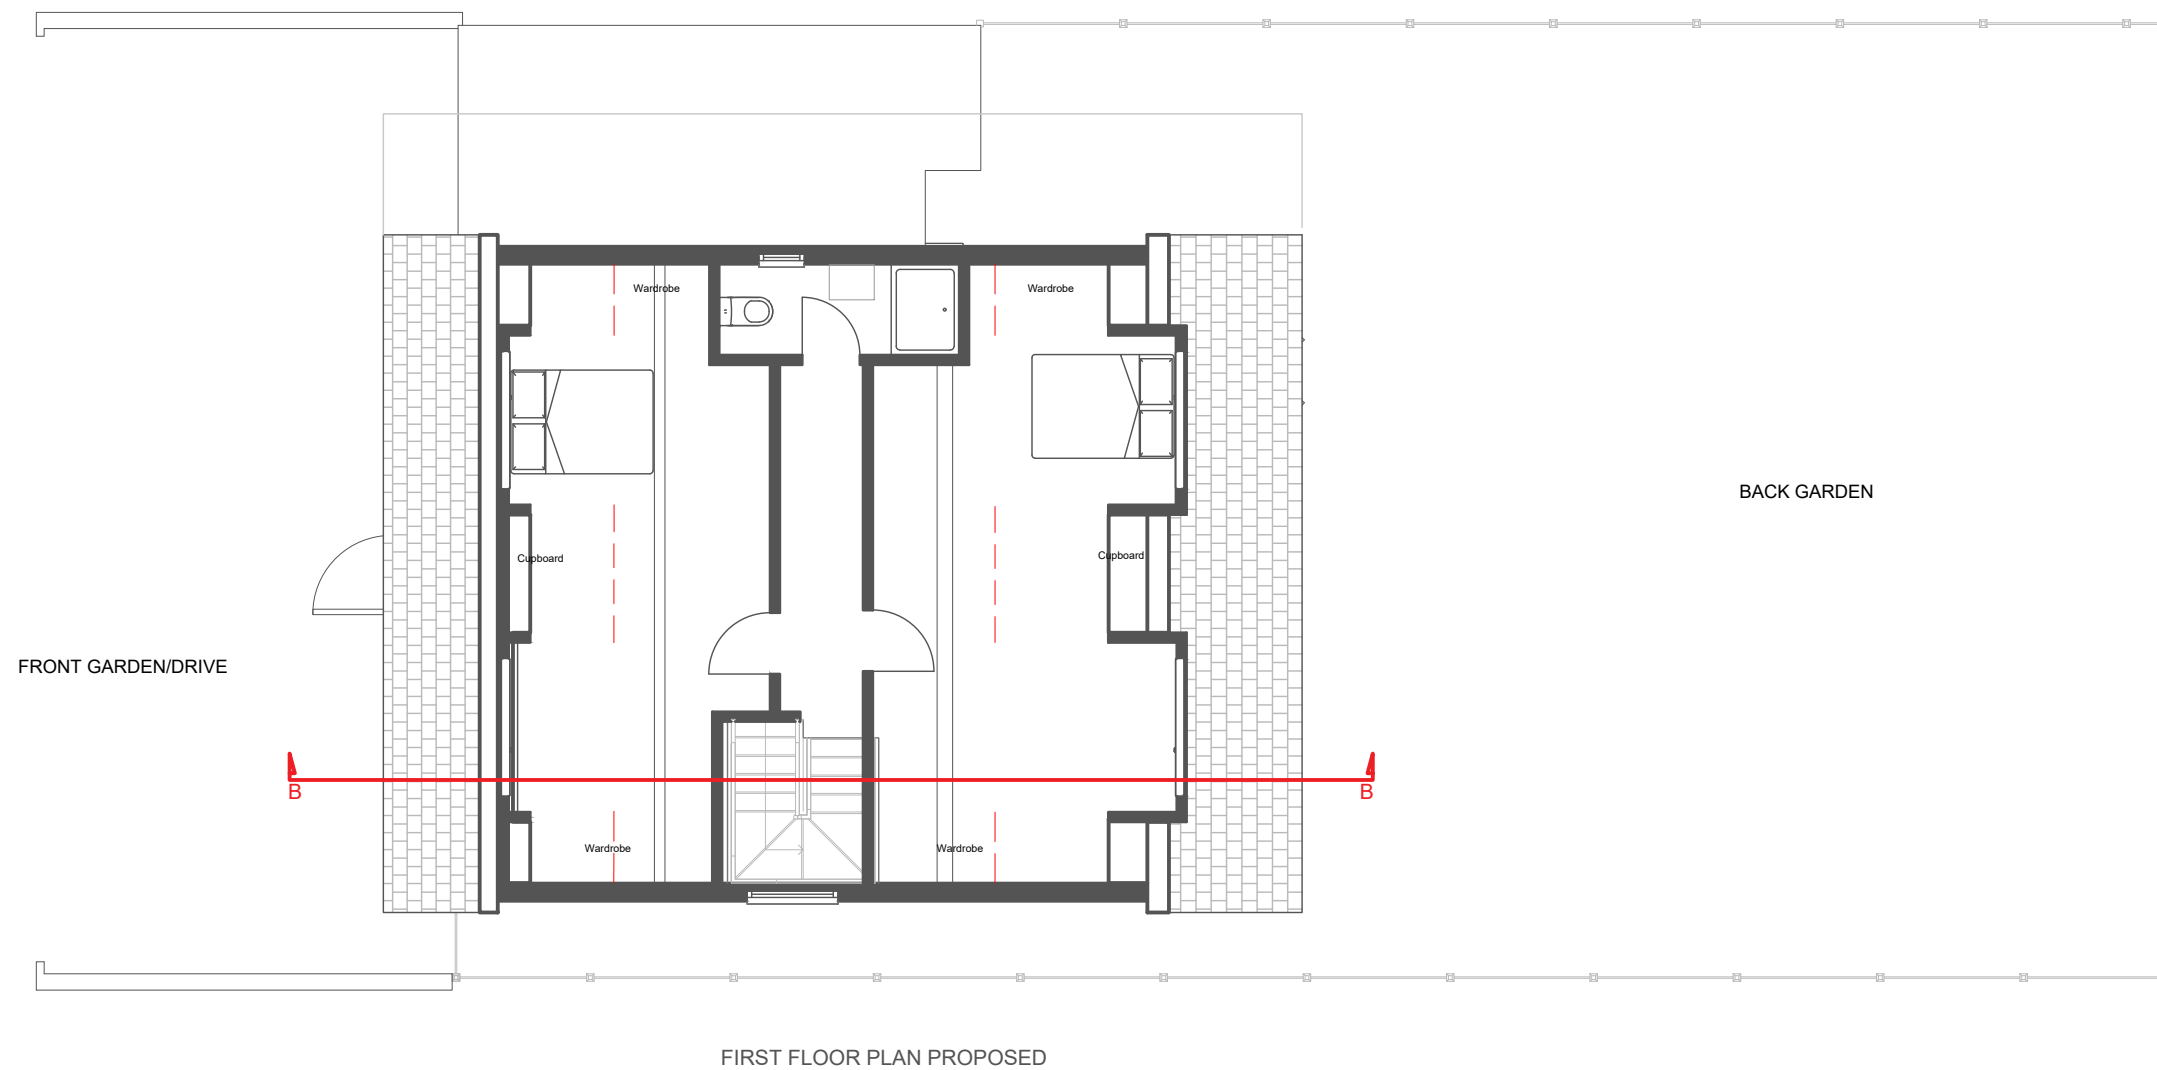 Wardrobe
Wardrobe
BACK GARDEN
Cupboard
Cupboard
FRONT GARDEN/DRIVE
B
B
Wardrobe
Wardrobe
FIRST FLOOR PLAN PROPOSED